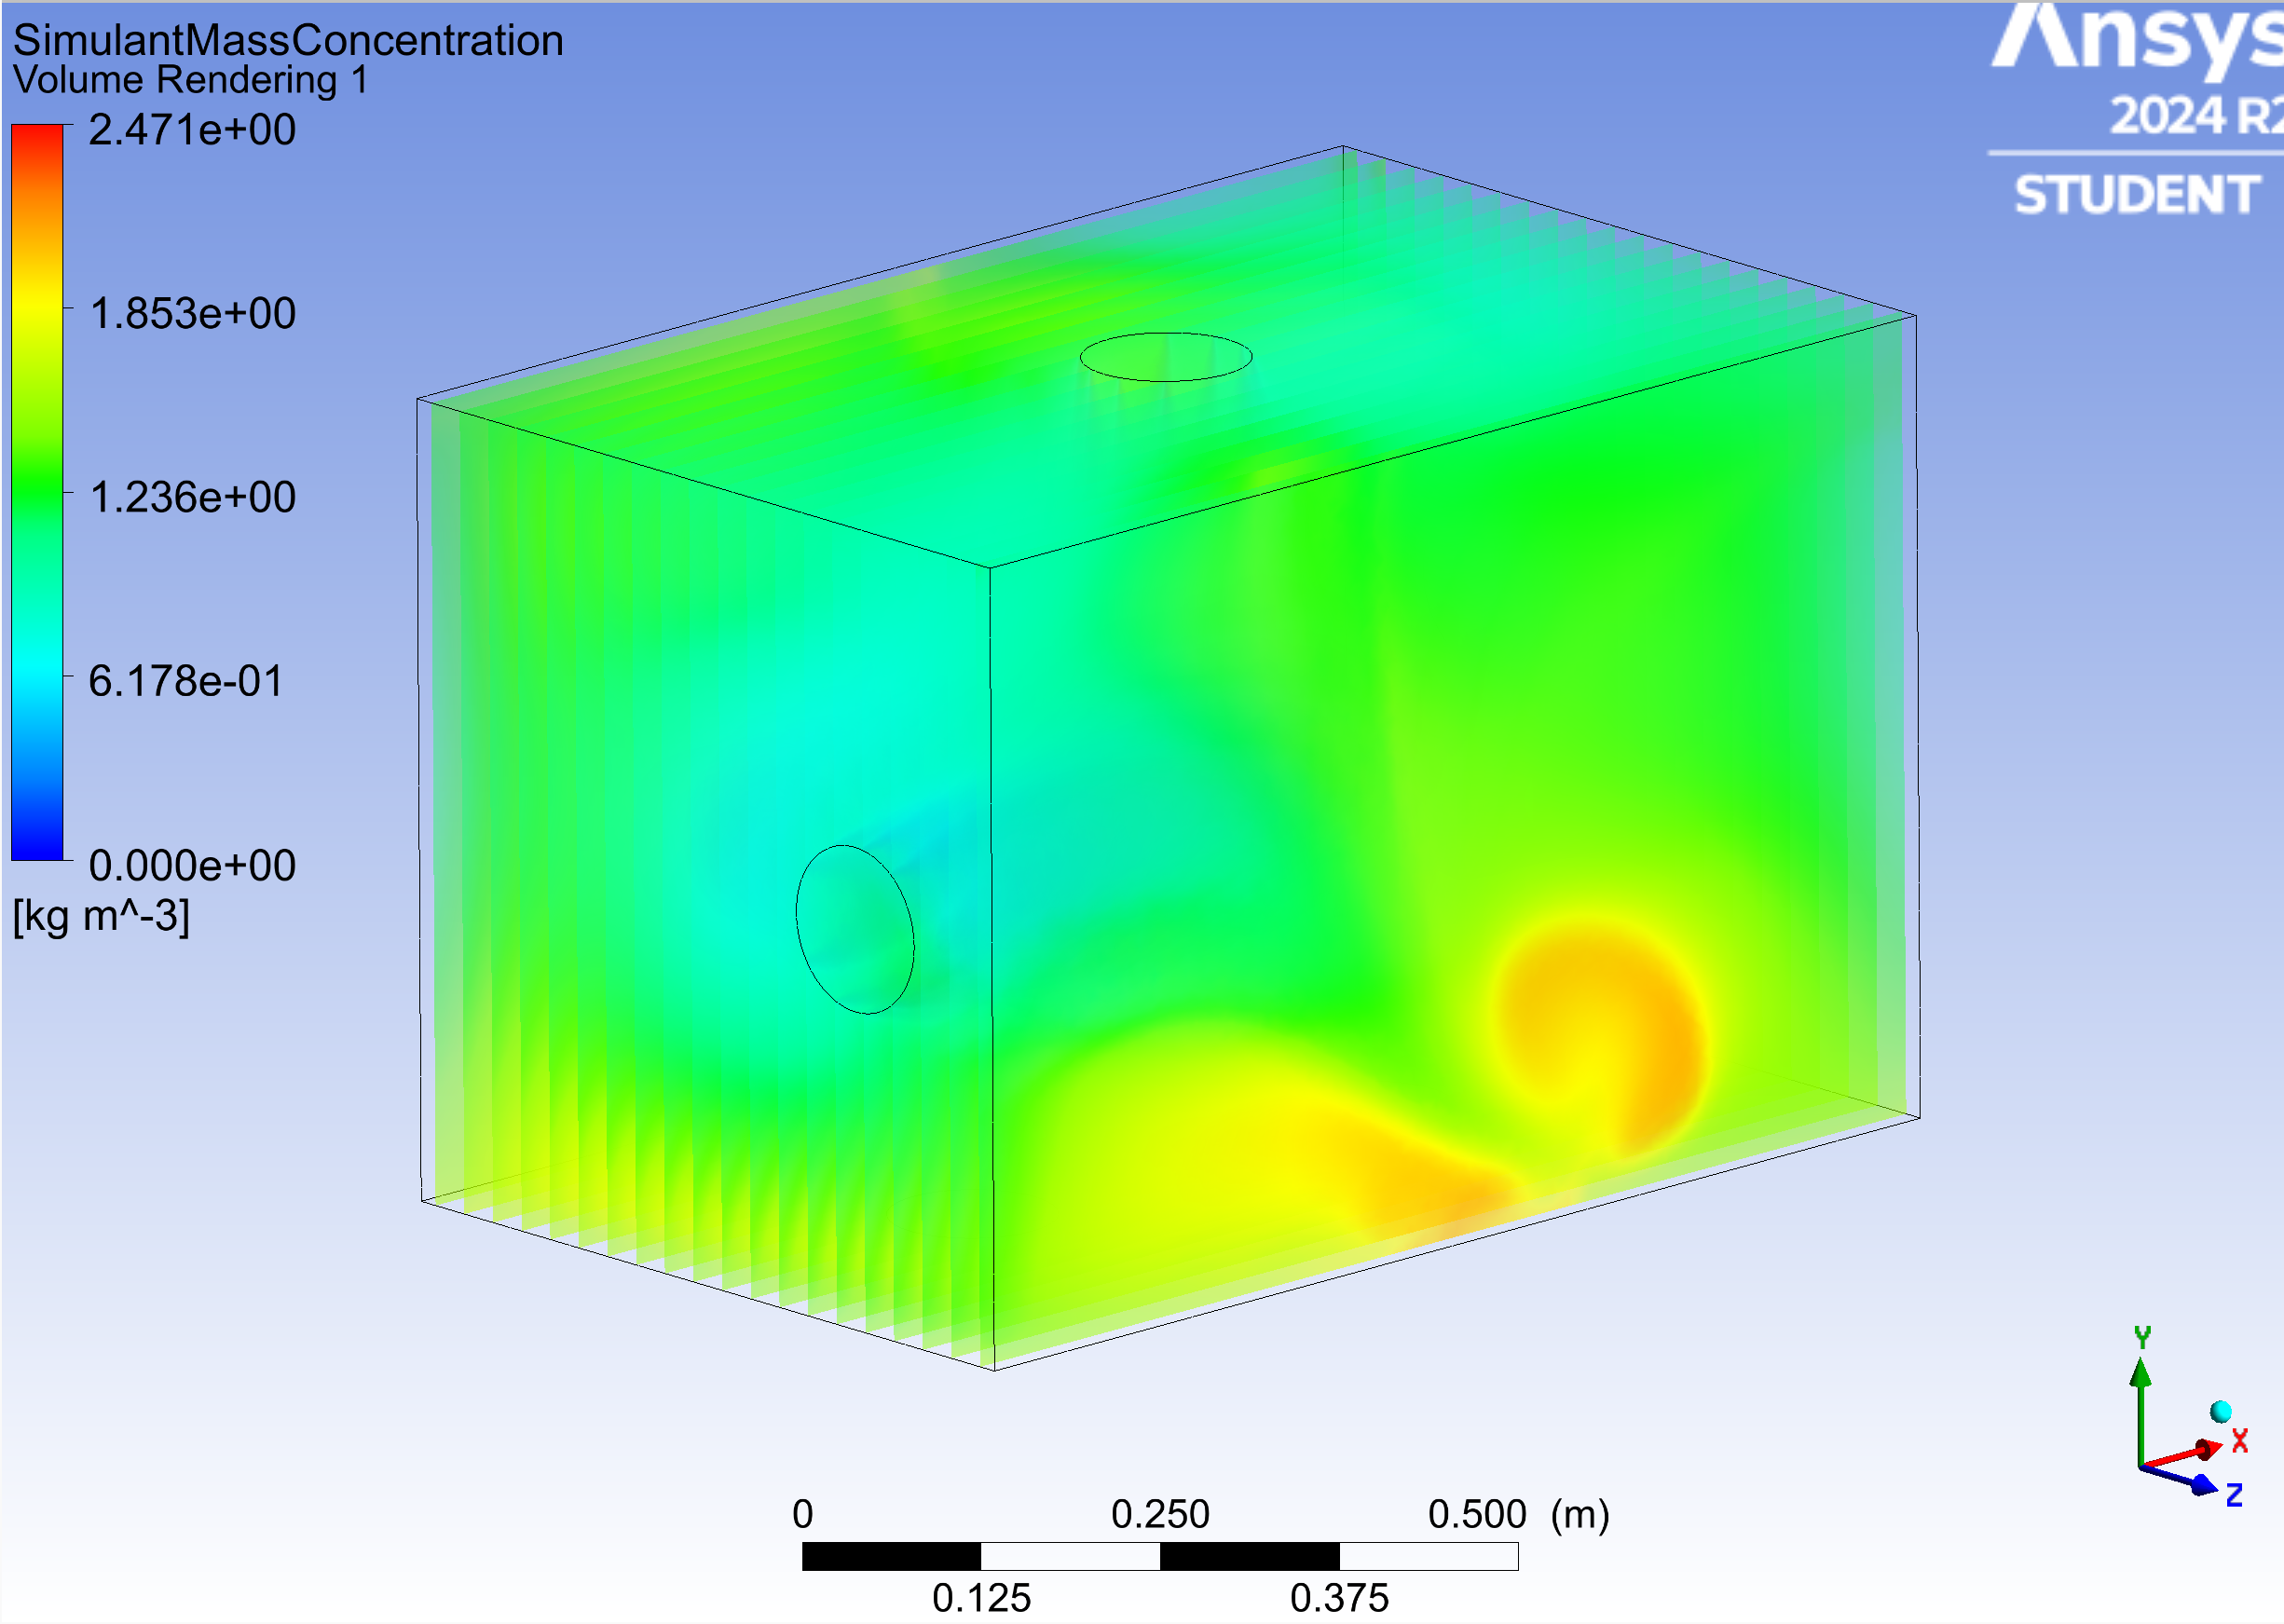 SimulantMassConcentration
Volume Rendering 1
2.471e+00
1.853e+00
1.236e+00
6.178e-01
0.000e+00
[kg m^-3]
Ansys
2024 R2
STUDENT
Y
X
Z
0 0.250 0.500 (m)
0.125 0.375